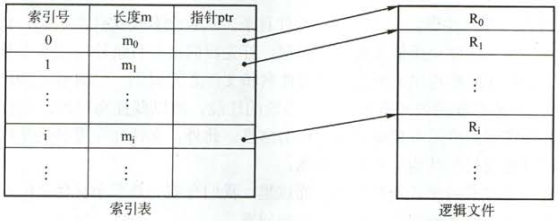 索引号 长度m 指针ptr
0 m₀
1 m₁
⋮ ⋮
i mᵢ
⋮ ⋮
索引表
R₀
R₁
⋮
Rᵢ
⋮
逻辑文件